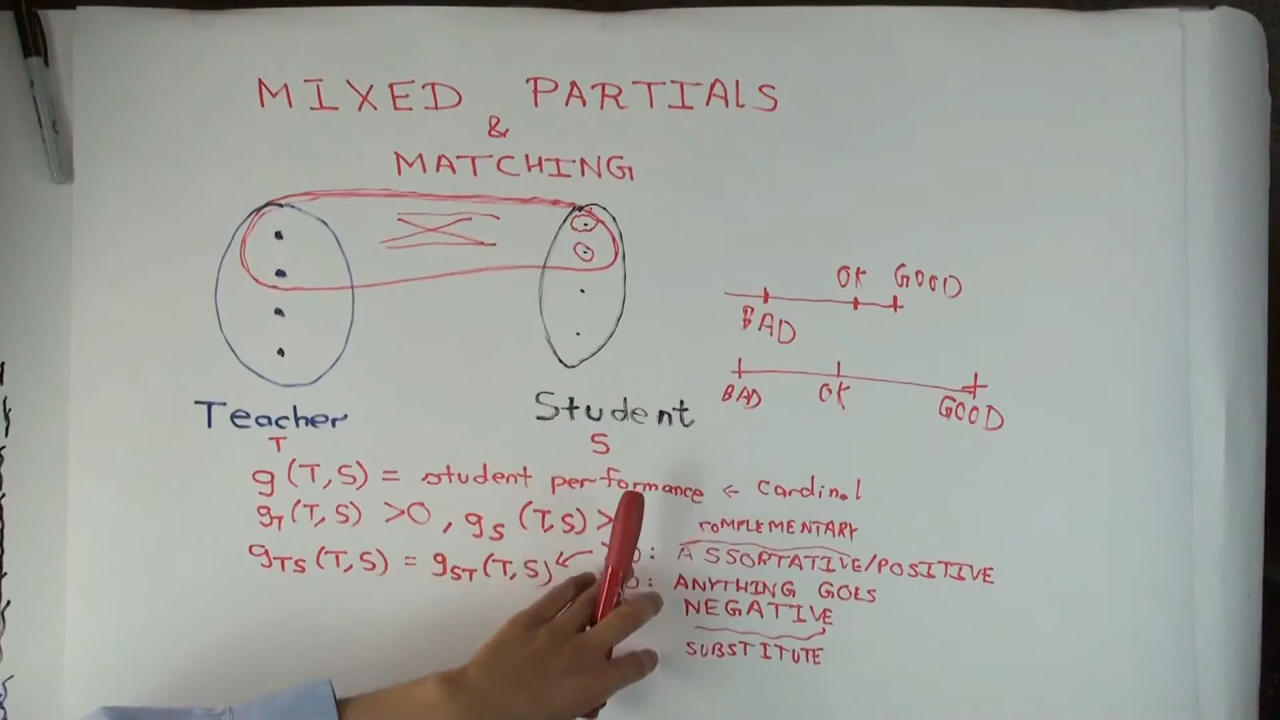 MIXED PARTIALS
&
MATCHING
OK GOOD
BAD
BAD OK GOOD
Teacher Student
T S
g(T,S) = student performance ← cardinal
gT(T,S) >0, gS(T,S) >
COMPLEMENTARY
gTS(T,S) = gST(T,S) ← : ASSORTATIVE/POSITIVE
: ANYTHING GOES
NEGATIVE
SUBSTITUTE